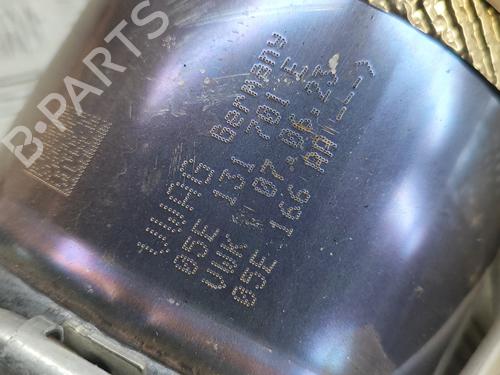 B-PARTS
VWAG Germany
05E 131 701 E
VWK 07.06.23
05E 166 AA